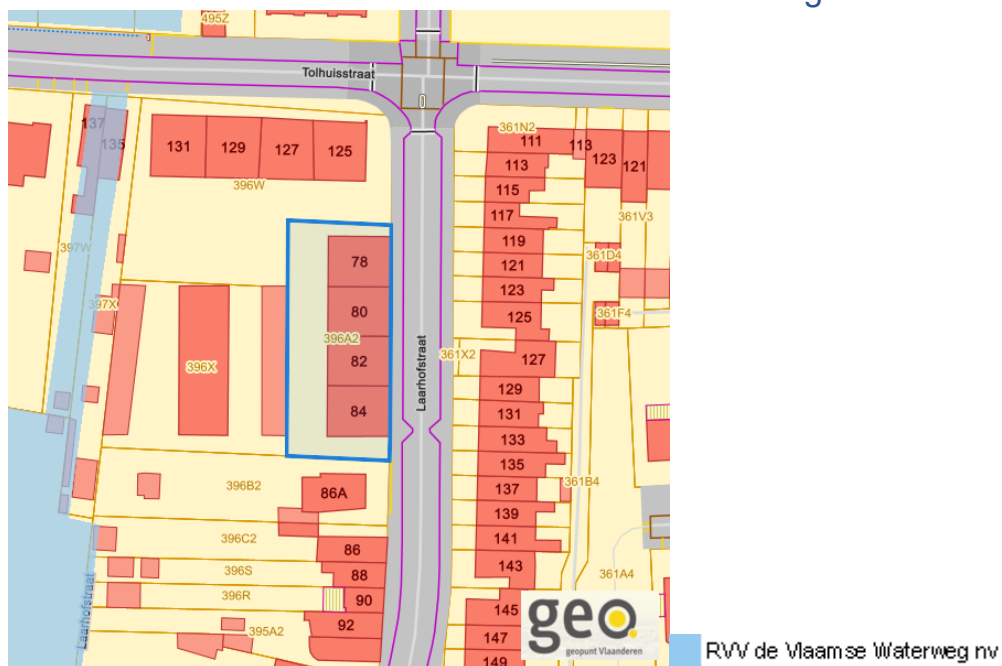 495Z
Tolhuisstraat
137
135
131
129
127
125
396W
361N2
111
113
123
121
113
115
117
361V3
119
361D4
121
397W
78
123
361F4
397X
80
125
396A2
82
361X2
127
396X
Laarhofstraat
84
129
131
133
135
361B4
396B2
86A
137
139
396C2
86
141
143
361A4
396S
88
396R
90
145
Laarhofstraat
92
395A2
147
149
geo.
geopunt Vlaanderen
RVV de Vlaamse Waterweg nv